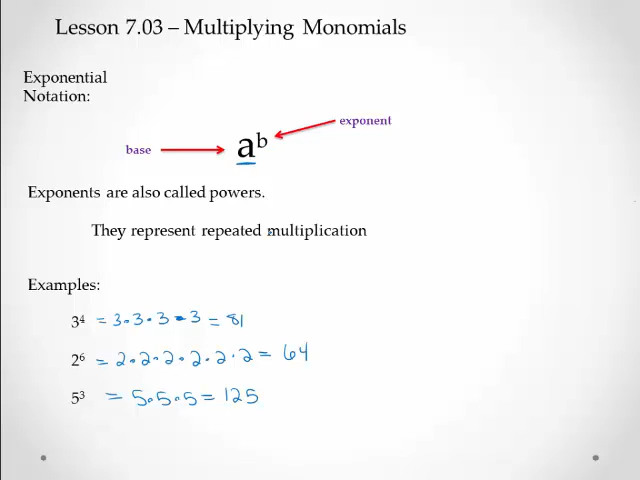 Lesson 7.03 – Multiplying Monomials
Exponential
Notation:
exponent
base
a^b
Exponents are also called powers.
They represent repeated multiplication
Examples:
3⁴ = 3·3·3·3 = 81
2⁶ = 2·2·2·2·2·2 = 64
5³ = 5·5·5 = 125